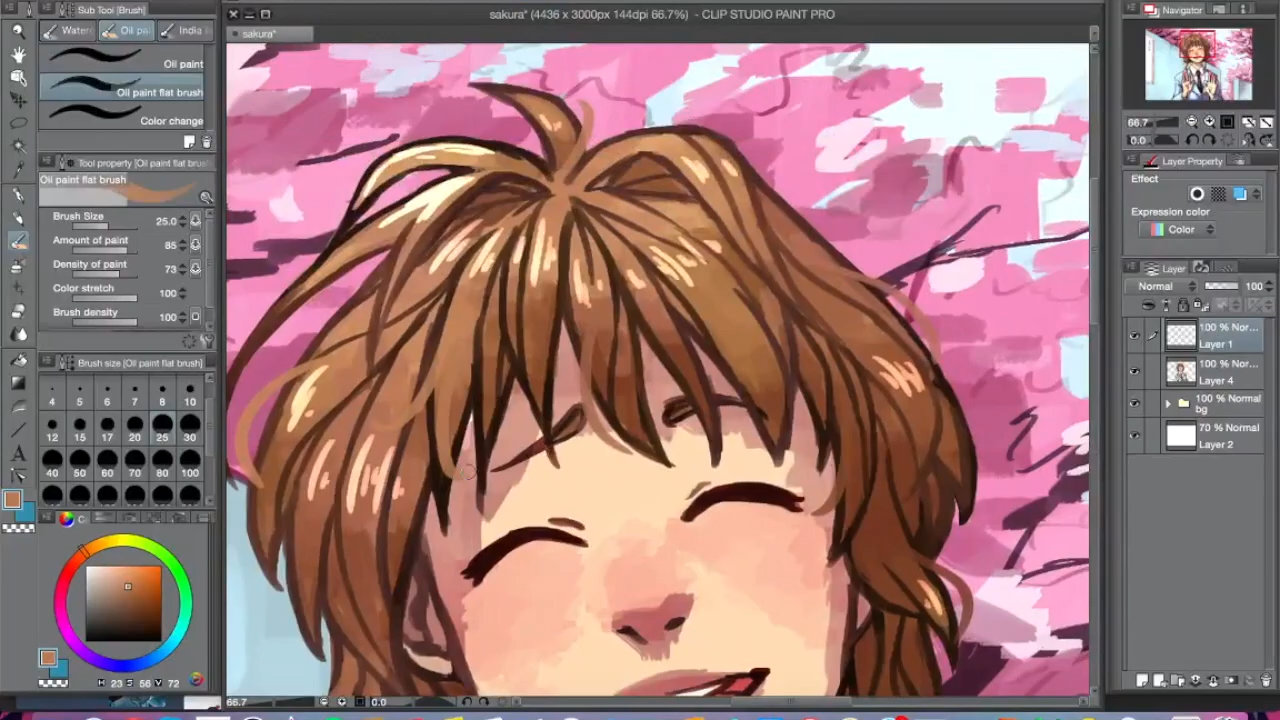 Sub Tool [Brush]
sakura* (4436 x 3000px 144dpi 66.7%) - CLIP STUDIO PAINT PRO
Navigator
Water
Oil pa
India
sakura*
Oil paint
Oil paint flat brush
Color change
Tool property [Oil paint flat bru
Oil paint flat brush
Brush Size 25.0
Amount of paint 85
Density of paint 73
Color stretch 100
Brush density 100
Brush size [Oil paint flat brush]
4 5 6 7 8 10
12 15 17 20 25 30
40 50 60 70 80 100
C
H 23 S 56 V 72
66.7
0.0
66.7
0.0
Layer Property
Effect
Expression color
Color
Layer
Normal 100
100 % Nor...
Layer 1
100 % Nor...
Layer 4
100 % Normal
bg
70 % Normal
Layer 2
A